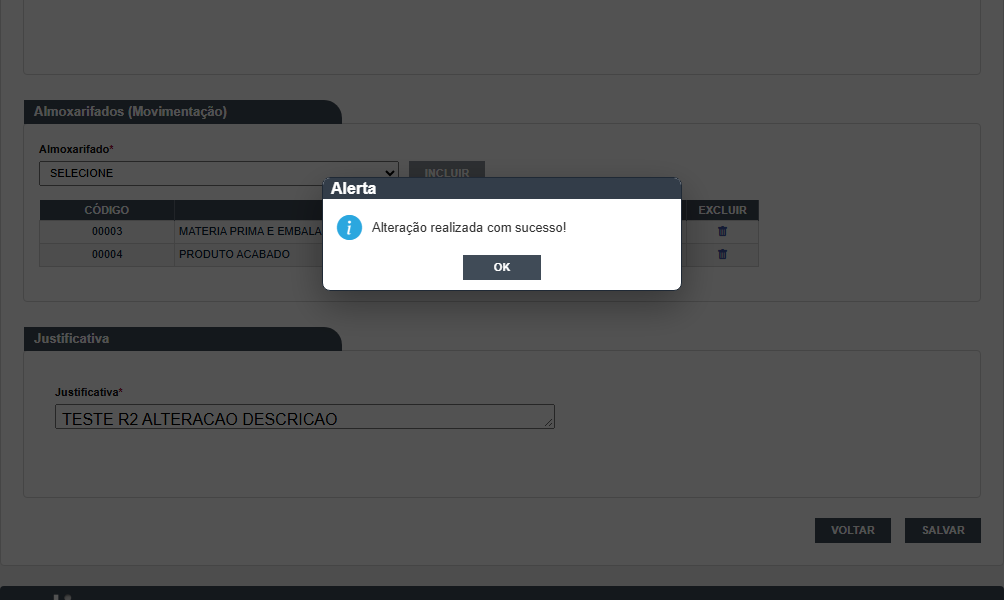 Almoxarifados (Movimentação)
Almoxarifado*
SELECIONE
INCLUIR
Alerta
CÓDIGO
EXCLUIR
00003
MATERIA PRIMA E EMBALA
Alteração realizada com sucesso!
00004
PRODUTO ACABADO
OK
Justificativa
Justificativa*
TESTE R2 ALTERACAO DESCRICAO
VOLTAR
SALVAR